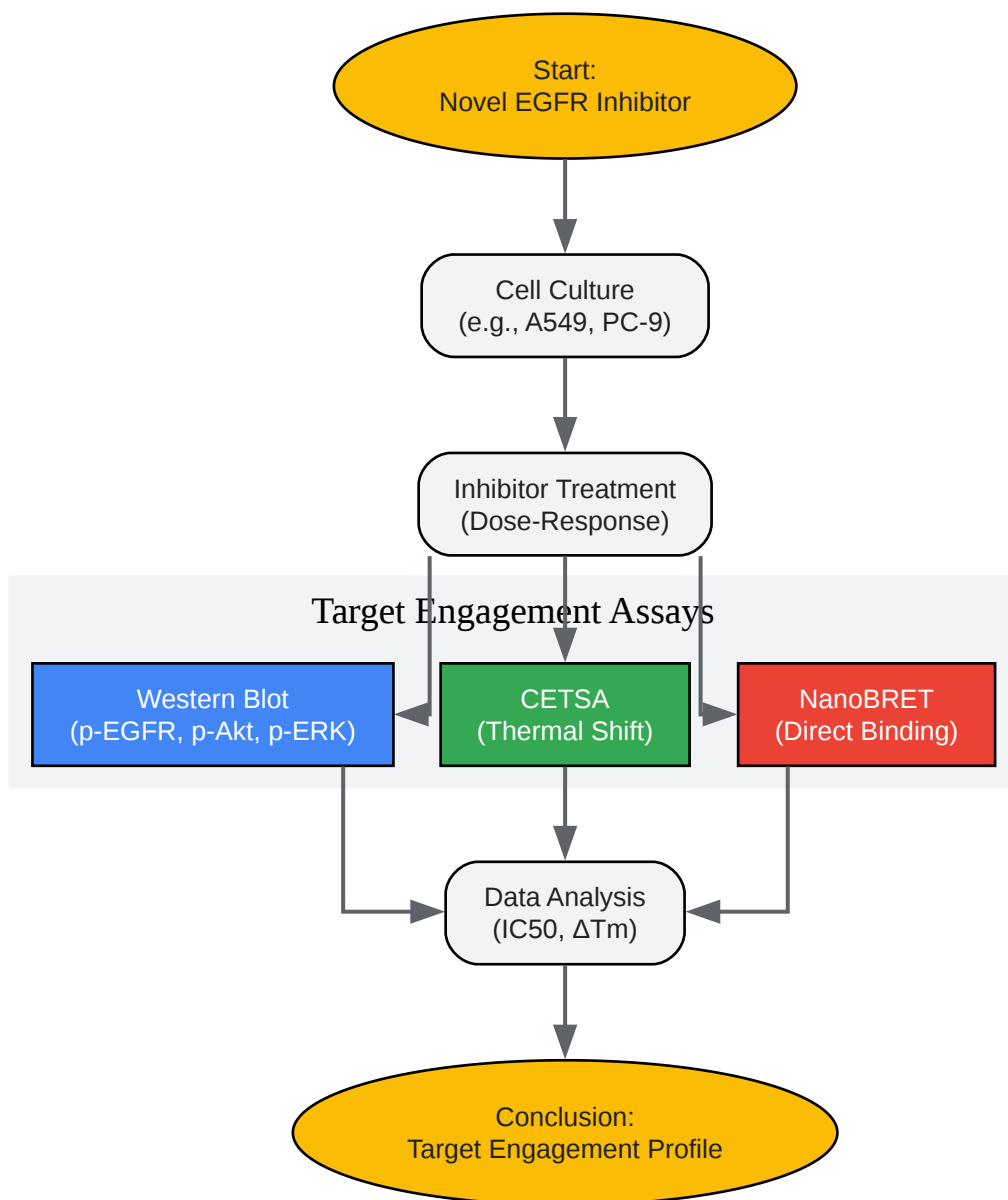 Start:
Novel EGFR Inhibitor
Cell Culture
(e.g., A549, PC-9)
Inhibitor Treatment
(Dose-Response)
Target Engagement Assays
Western Blot
(p-EGFR, p-Akt, p-ERK)
CETSA
(Thermal Shift)
NanoBRET
(Direct Binding)
Data Analysis
(IC50, ΔTm)
Conclusion:
Target Engagement Profile